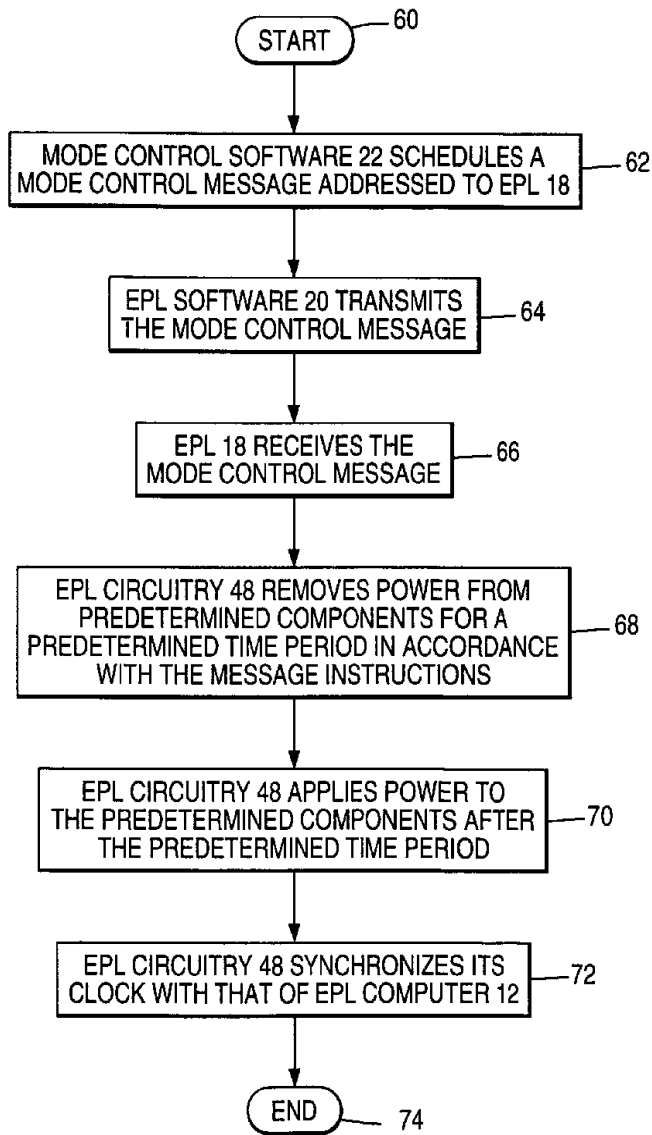 START
60
MODE CONTROL SOFTWARE 22 SCHEDULES A
MODE CONTROL MESSAGE ADDRESSED TO EPL 18
62
EPL SOFTWARE 20 TRANSMITS
THE MODE CONTROL MESSAGE
64
EPL 18 RECEIVES THE
MODE CONTROL MESSAGE
66
EPL CIRCUITRY 48 REMOVES POWER FROM
PREDETERMINED COMPONENTS FOR A
PREDETERMINED TIME PERIOD IN ACCORDANCE
WITH THE MESSAGE INSTRUCTIONS
68
EPL CIRCUITRY 48 APPLIES POWER TO
THE PREDETERMINED COMPONENTS AFTER
THE PREDETERMINED TIME PERIOD
70
EPL CIRCUITRY 48 SYNCHRONIZES ITS
CLOCK WITH THAT OF EPL COMPUTER 12
72
END
74